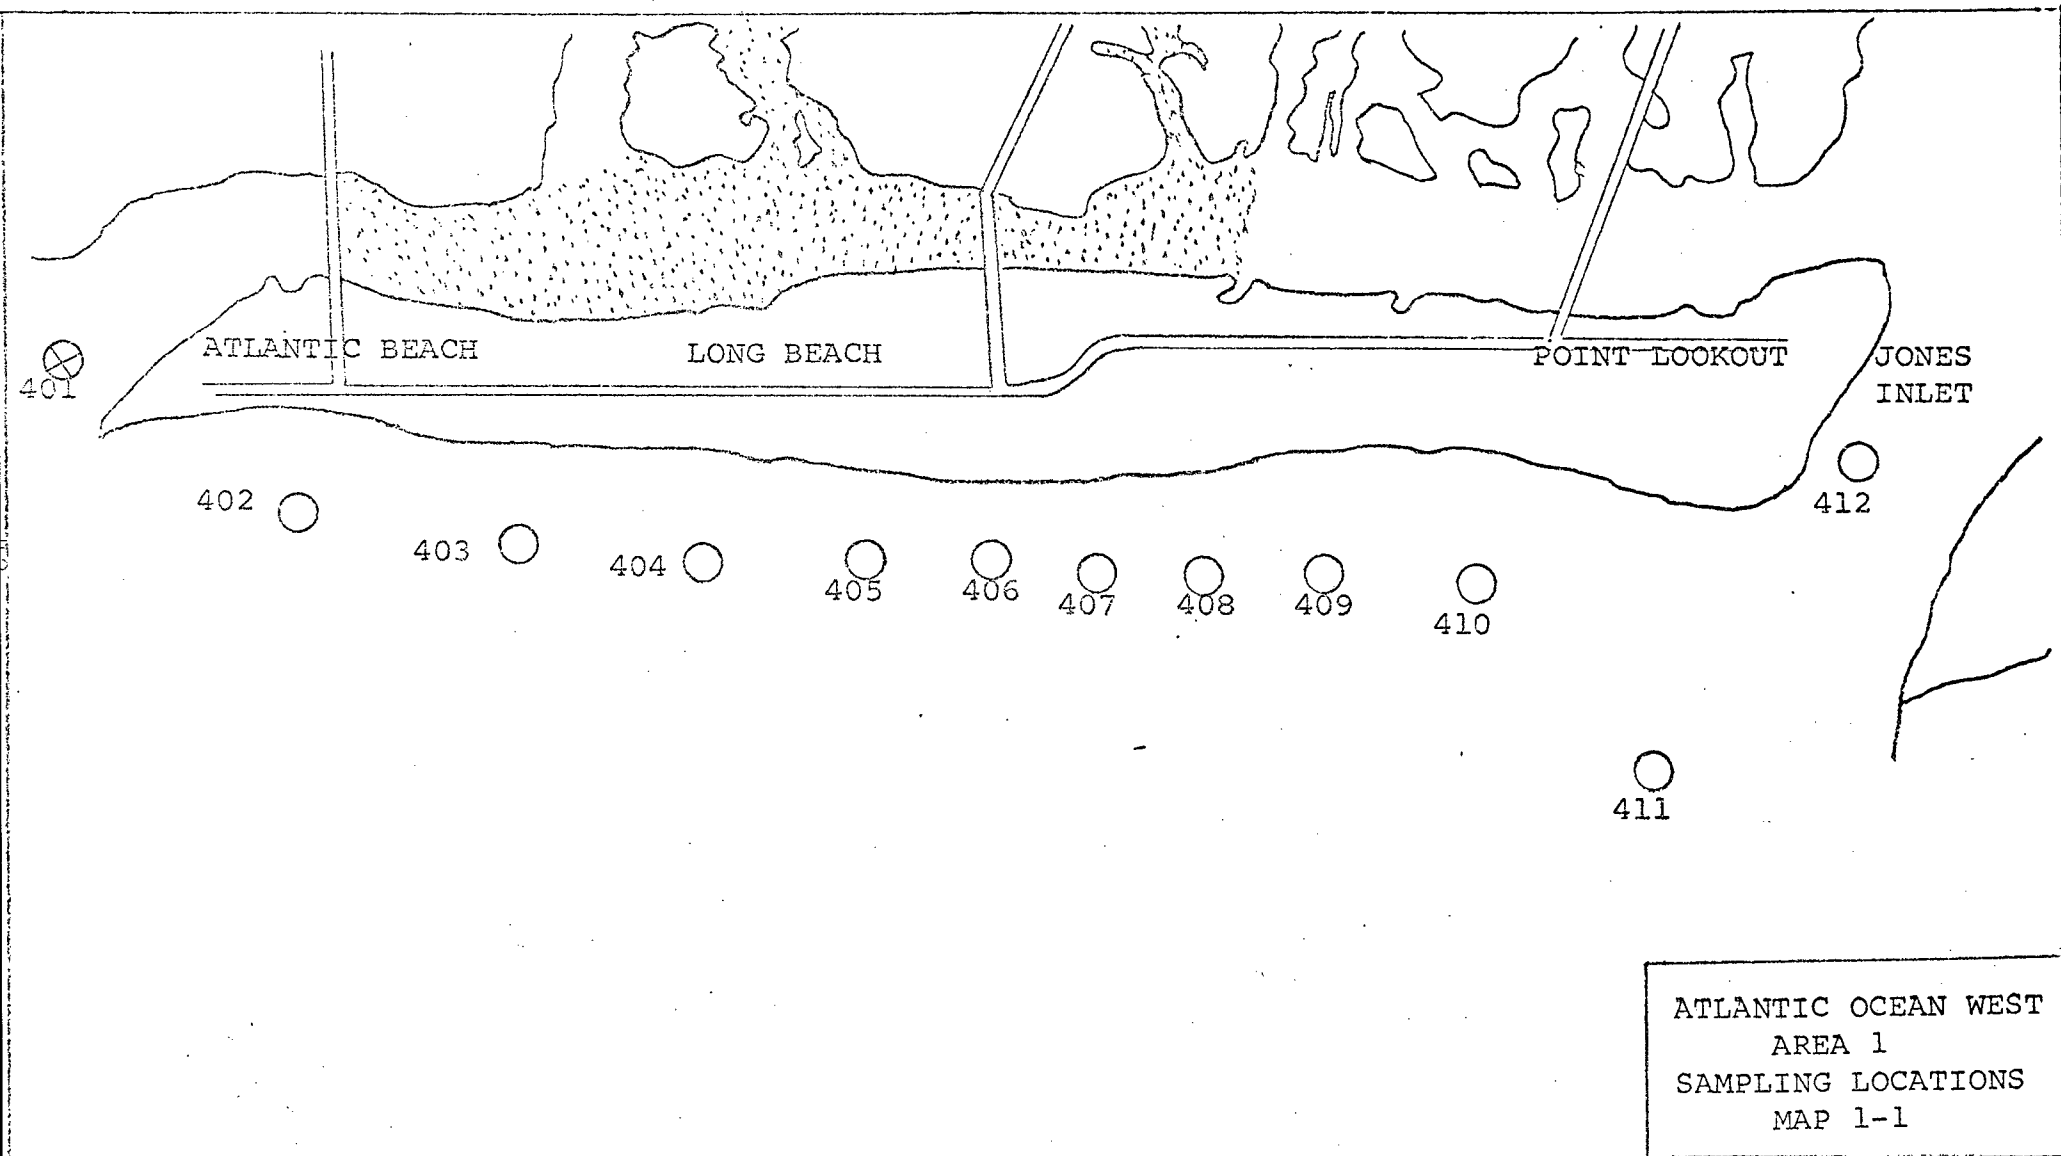 ATLANTIC BEACH
LONG BEACH
POINT LOOKOUT
JONES
INLET
401
402
403
404
405
406
407
408
409
410
411
412
ATLANTIC OCEAN WEST
AREA 1
SAMPLING LOCATIONS
MAP 1-1